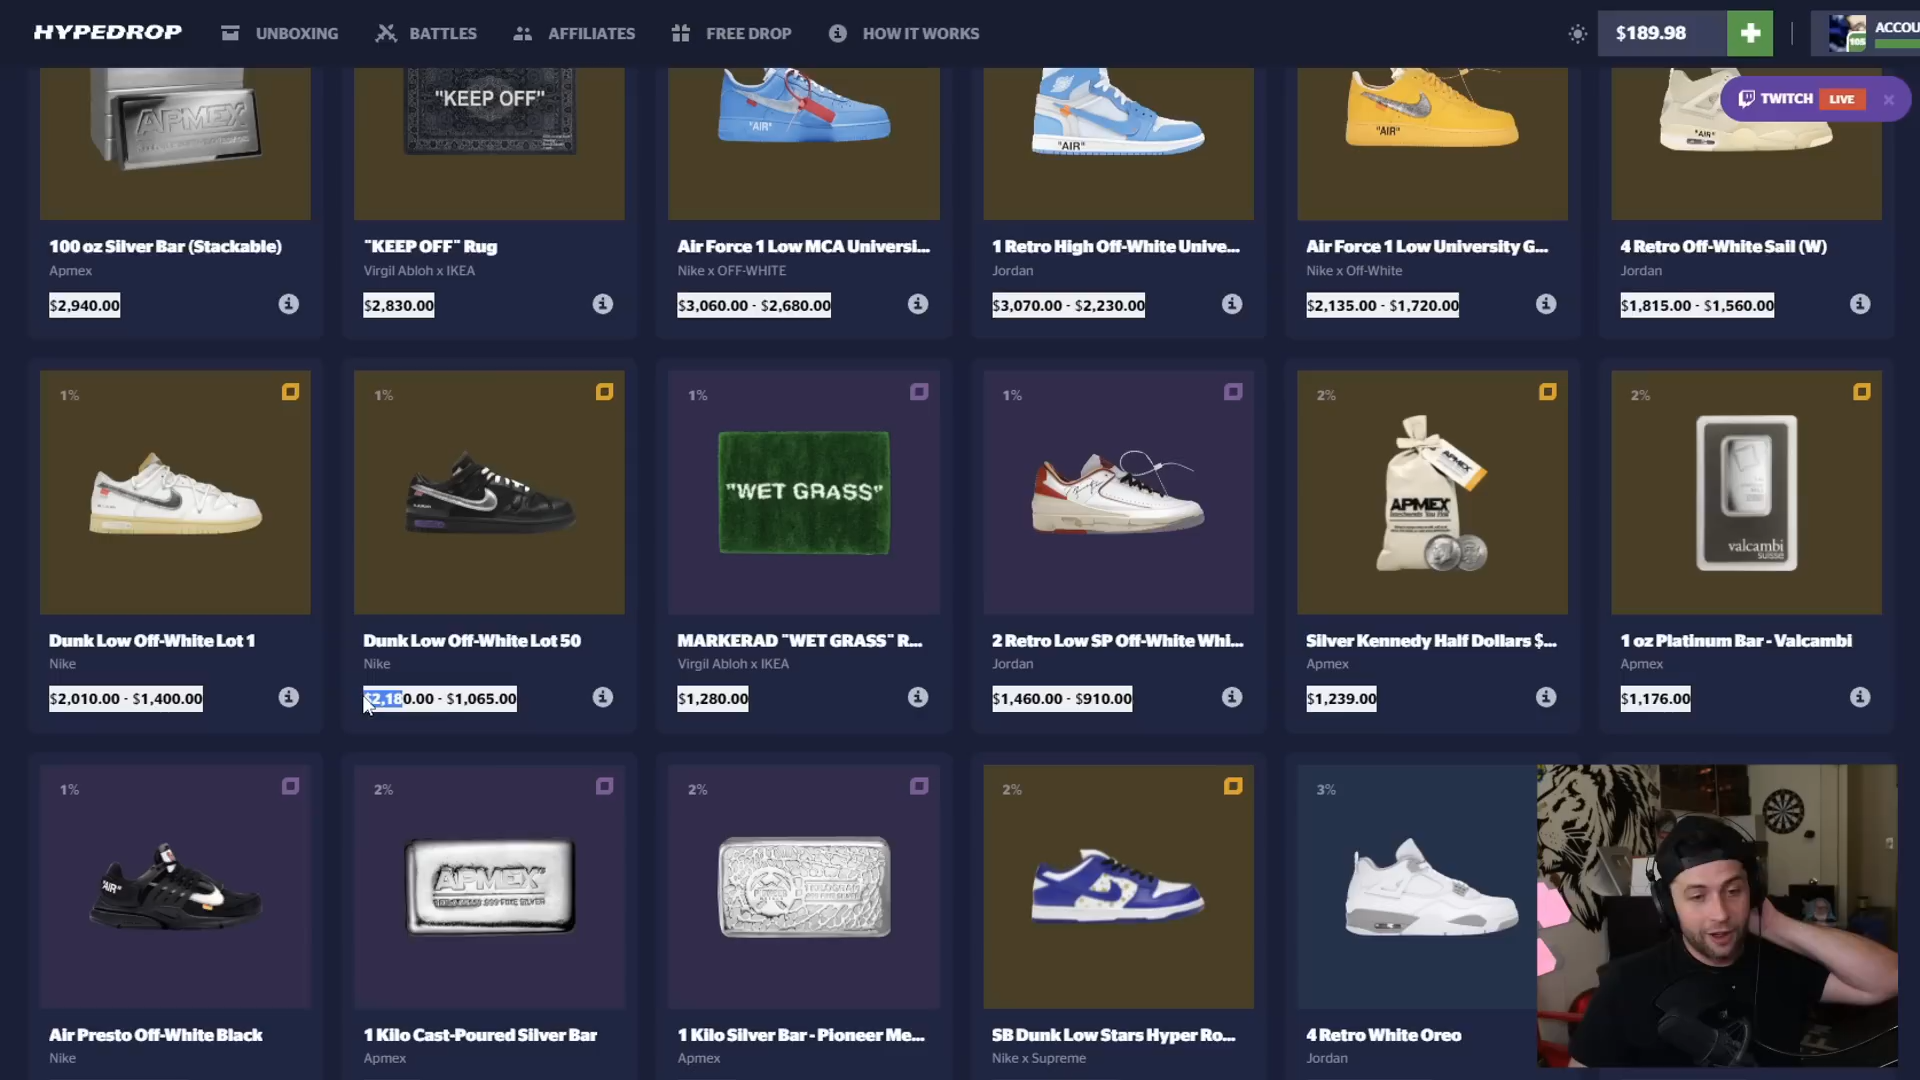 HYPEDROP
UNBOXING
BATTLES
AFFILIATES
FREE DROP
HOW IT WORKS
$189.98
105
ACCOU
TWITCH
LIVE
APMEX
"KEEP OFF"
"AIR"
"AIR"
"AIR"
"AIR"
100 oz Silver Bar (Stackable)
Apmex
$2,940.00
"KEEP OFF" Rug
Virgil Abloh x IKEA
$2,830.00
Air Force 1 Low MCA Universi...
Nike x OFF-WHITE
$3,060.00 - $2,680.00
1 Retro High Off-White Unive...
Jordan
$3,070.00 - $2,230.00
Air Force 1 Low University G...
Nike x Off-White
$2,135.00 - $1,720.00
4 Retro Off-White Sail (W)
Jordan
$1,815.00 - $1,560.00
1%
Dunk Low Off-White Lot 1
Nike
$2,010.00 - $1,400.00
1%
Dunk Low Off-White Lot 50
Nike
$2,180.00 - $1,065.00
1%
"WET GRASS"
MARKERAD "WET GRASS" R...
Virgil Abloh x IKEA
$1,280.00
1%
2 Retro Low SP Off-White Whi...
Jordan
$1,460.00 - $910.00
2%
APMEX
APMEX
Silver Kennedy Half Dollars $...
Apmex
$1,239.00
2%
valcambi
suisse
1 oz Platinum Bar - Valcambi
Apmex
$1,176.00
1%
"AIR"
Air Presto Off-White Black
Nike
2%
APMEX
1 Kilo Cast-Poured Silver Bar
Apmex
2%
1 Kilo Silver Bar - Pioneer Me...
Apmex
2%
SB Dunk Low Stars Hyper Ro...
Nike x Supreme
3%
4 Retro White Oreo
Jordan